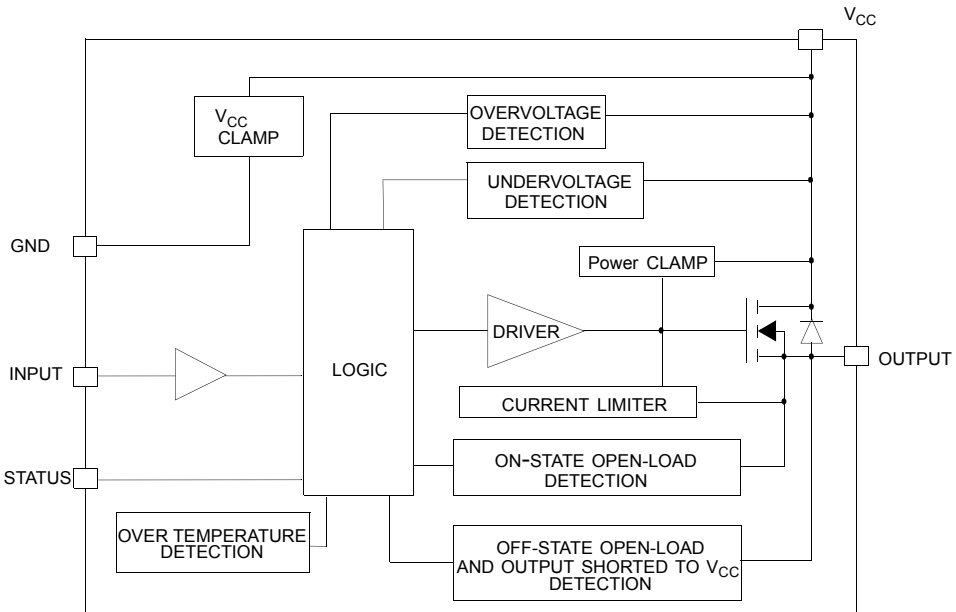 VCC
VCC
CLAMP
OVERVOLTAGE
DETECTION
UNDERVOLTAGE
DETECTION
GND
Power CLAMP
DRIVER
OUTPUT
INPUT
LOGIC
CURRENT LIMITER
ON-STATE OPEN-LOAD
DETECTION
STATUS
OVER TEMPERATURE
DETECTION
OFF-STATE OPEN-LOAD
AND OUTPUT SHORTED TO VCC
DETECTION